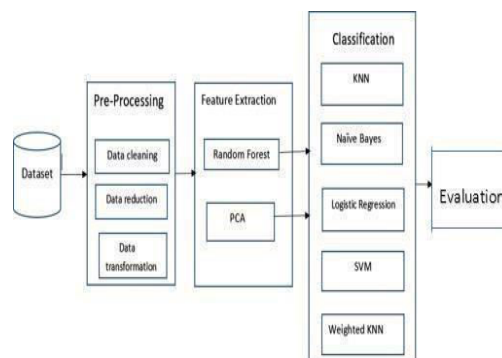 Dataset
Pre-Processing
Data cleaning
Data reduction
Data
transformation
Feature Extraction
Random Forest
PCA
Classification
KNN
Naïve Bayes
Logistic Regression
SVM
Weighted KNN
Evaluation